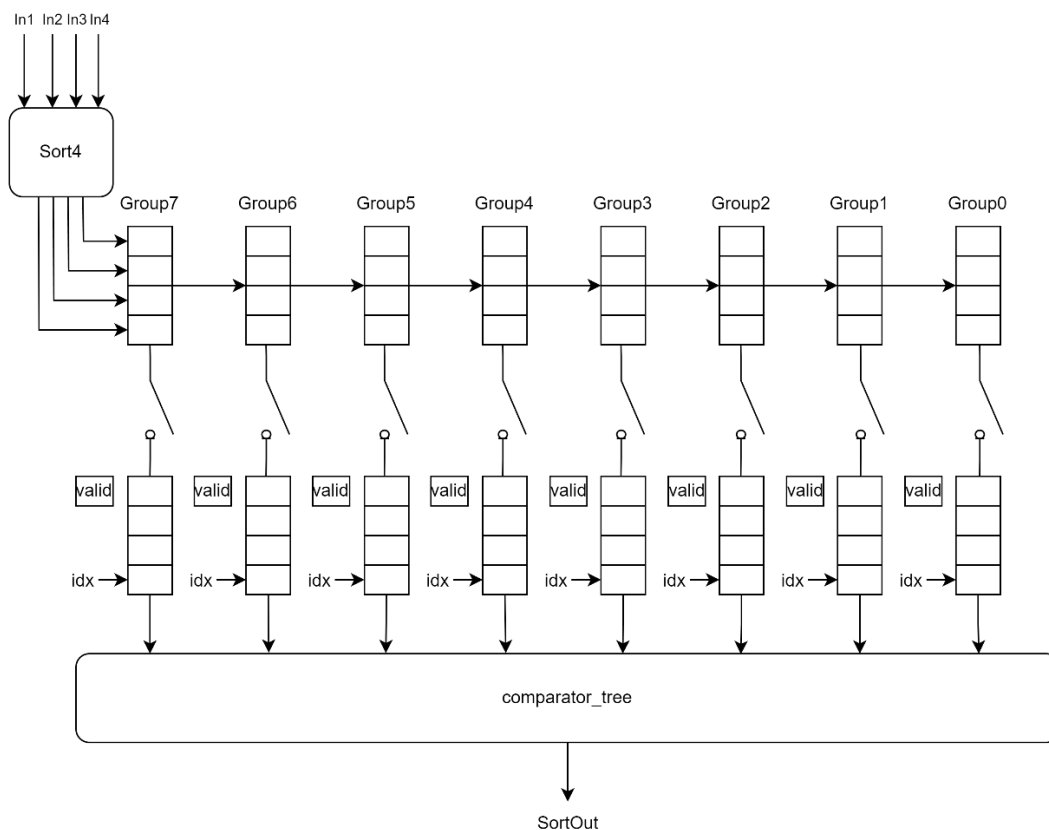 In1 In2 In3 In4
Sort4
Group7 Group6 Group5 Group4 Group3 Group2 Group1 Group0
valid valid valid valid valid valid valid valid
idx idx idx idx idx idx idx idx
comparator_tree
SortOut